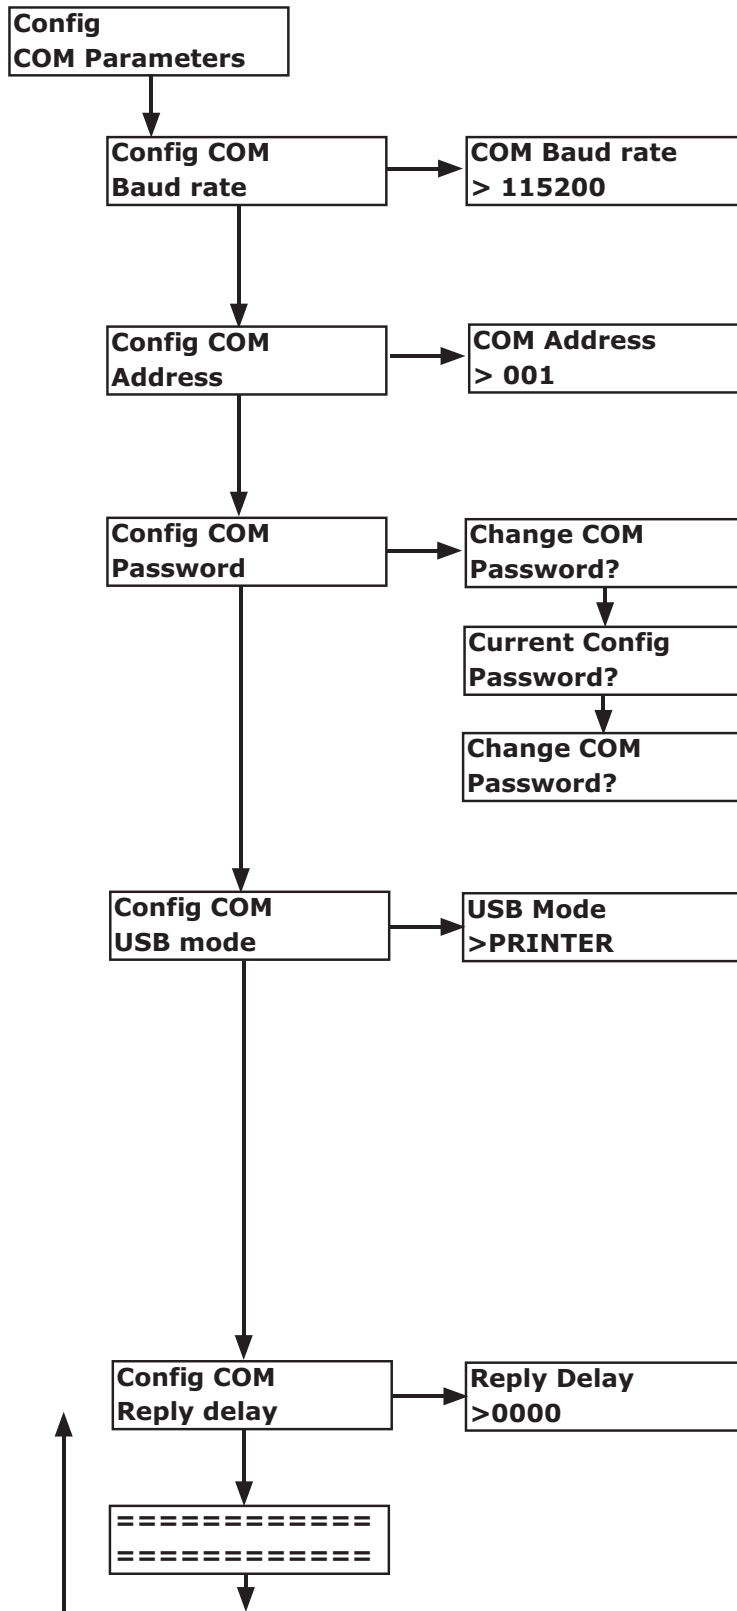 Config
COM Parameters
Config COM
Baud rate
COM Baud rate
> 115200
Config COM
Address
COM Address
> 001
Config COM
Password
Change COM
Password?
Current Config
Password?
Change COM
Password?
Config COM
USB mode
USB Mode
>PRINTER
Config COM
Reply delay
Reply Delay
>0000
============
============